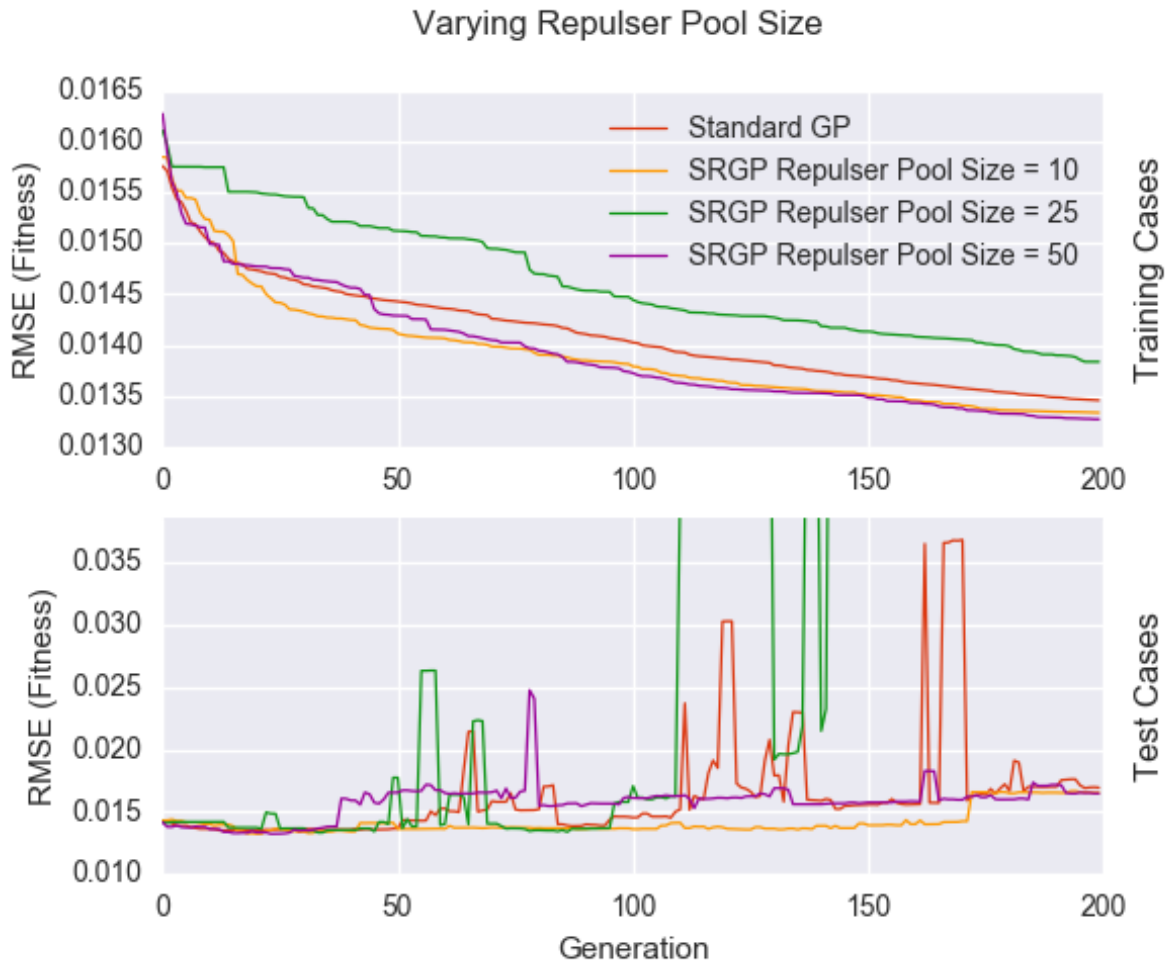 Varying Repulser Pool Size
0.0165
0.0160
0.0155
0.0150
0.0145
0.0140
0.0135
0.0130
RMSE (Fitness)
Standard GP
SRGP Repulser Pool Size = 10
SRGP Repulser Pool Size = 25
SRGP Repulser Pool Size = 50
Training Cases
0 50 100 150 200
0.035
0.030
0.025
0.020
0.015
0.010
RMSE (Fitness)
Test Cases
0 50 100 150 200
Generation